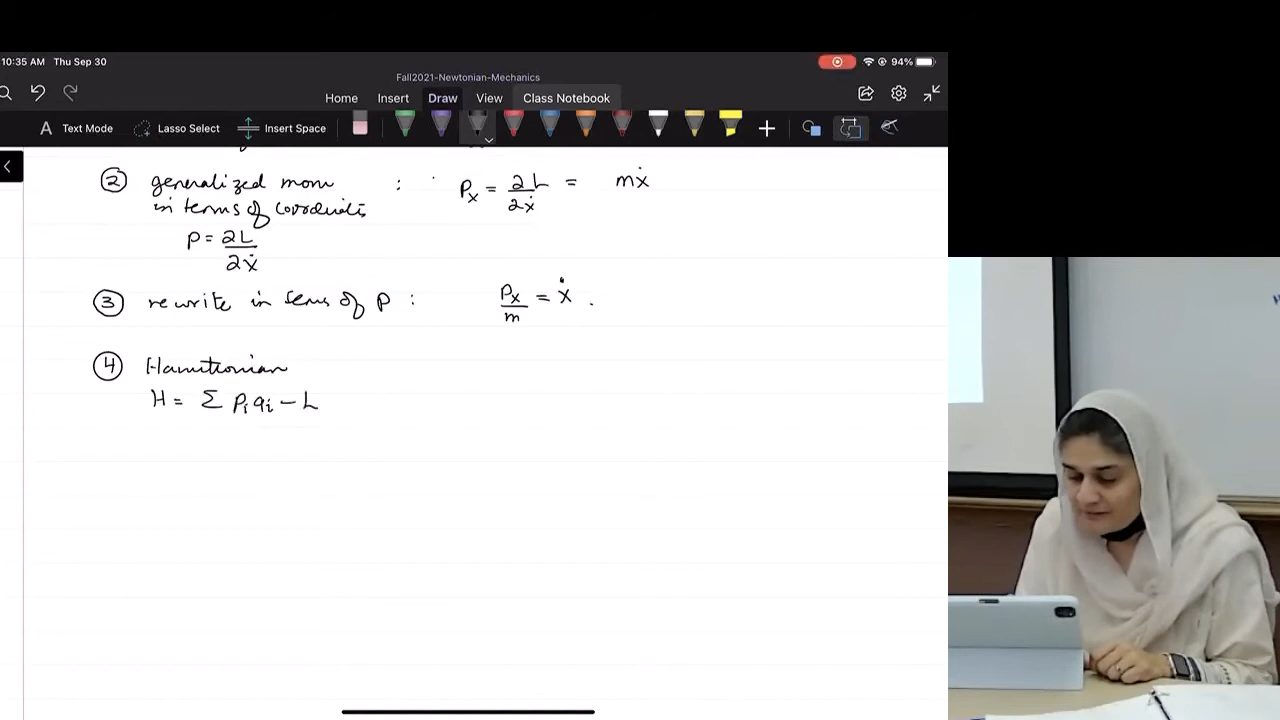 10:35 AM Thu Sep 30
94%
Fall2021-Newtonian-Mechanics
Home Insert Draw View Class Notebook
A Text Mode Lasso Select Insert Space
② generalized mom : Pₓ = ∂L/∂ẋ = mẋ
in terms of coordinates
P = ∂L/∂ẋ
③ rewrite in terms of P : Pₓ/m = ẋ .
④ Hamiltonian
H = Σ pᵢqᵢ − L